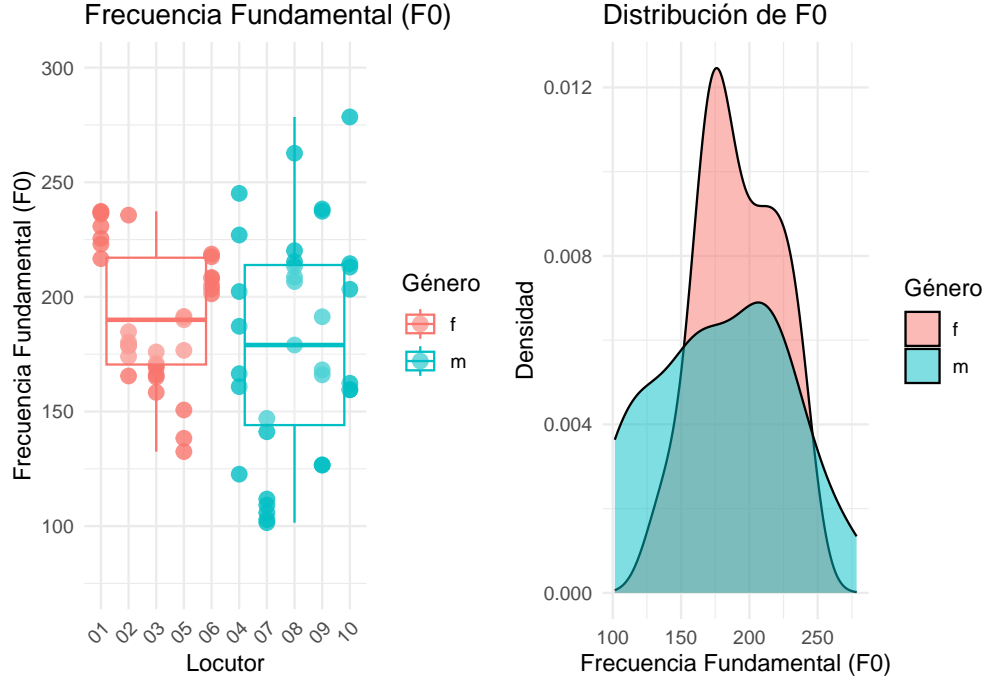 Frecuencia Fundamental (F0)
Frecuencia Fundamental (F0)
300
250
200
150
100
01 02 03 05 06 04 07 08 09 10
Locutor
Género
f
m
Distribución de F0
Densidad
0.012
0.008
0.004
0.000
100 150 200 250
Frecuencia Fundamental (F0)
Género
f
m